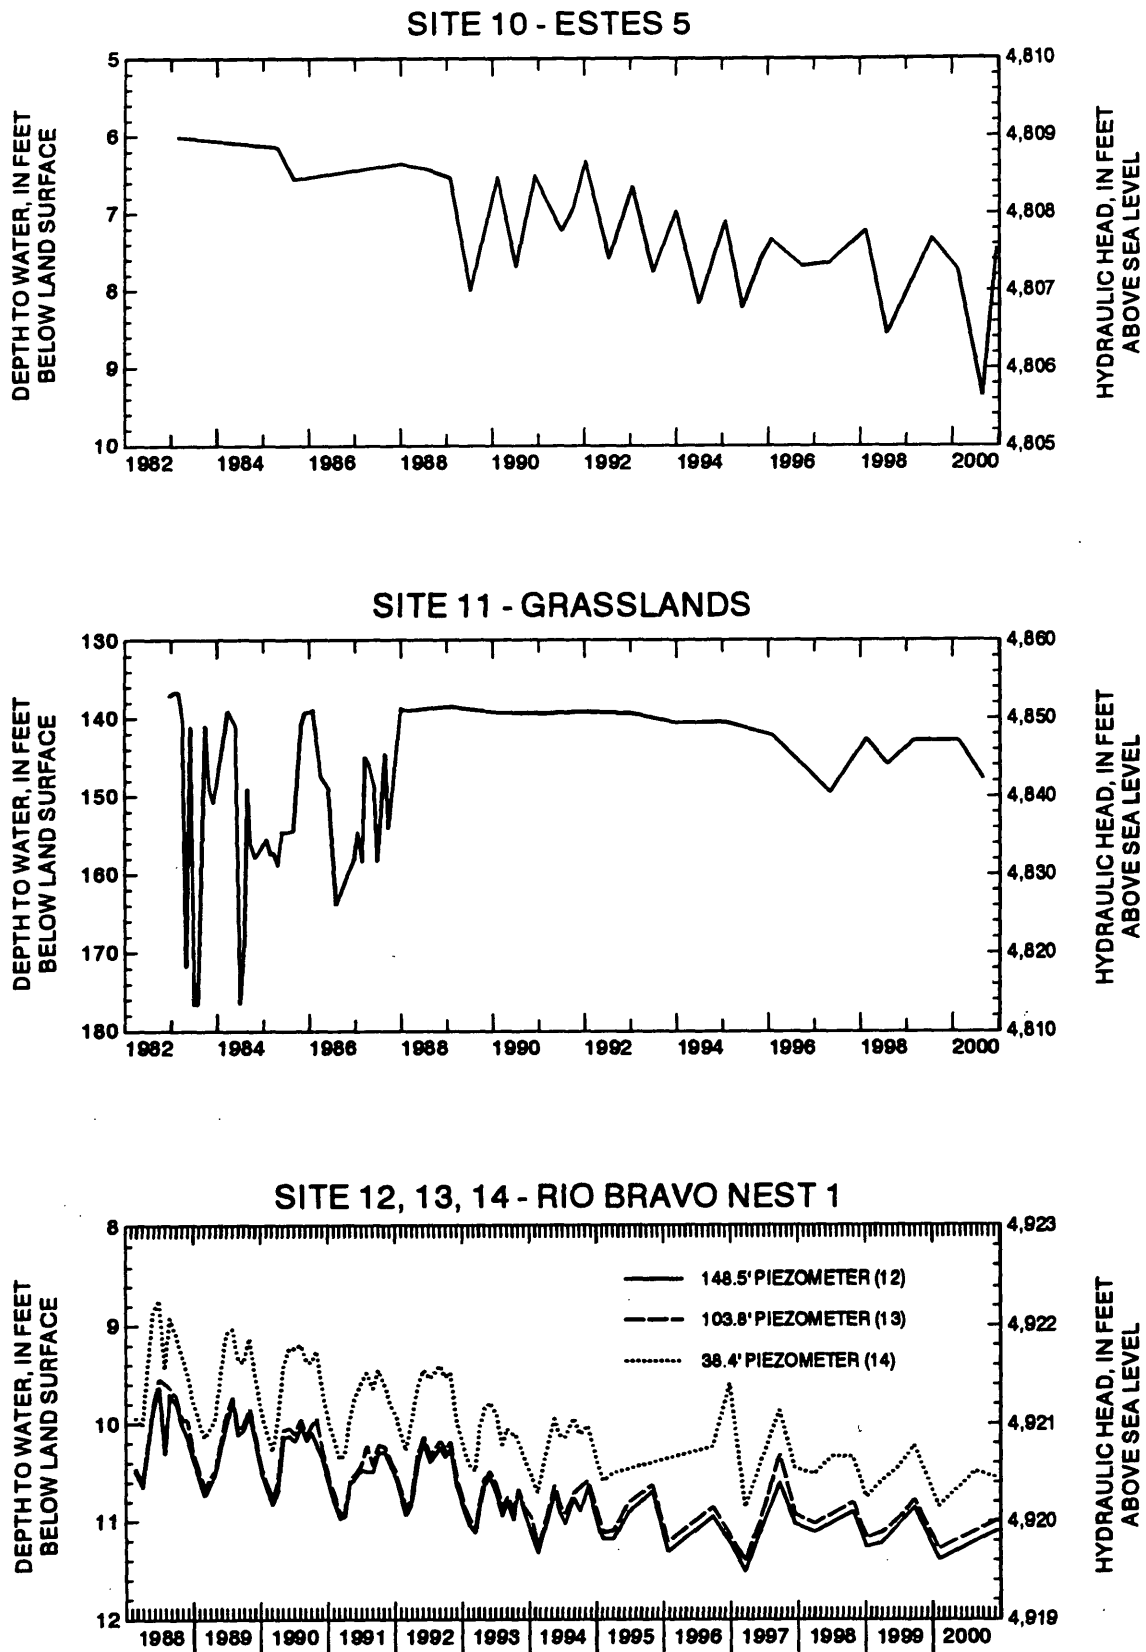 SITE 10 - ESTES 5
DEPTH TO WATER, IN FEET
BELOW LAND SURFACE
5
6
7
8
9
10
4,810
4,809
4,808
4,807
4,806
4,805
HYDRAULIC HEAD, IN FEET
ABOVE SEA LEVEL
1982 1984 1986 1988 1990 1992 1994 1996 1998 2000
SITE 11 - GRASSLANDS
DEPTH TO WATER, IN FEET
BELOW LAND SURFACE
130
140
150
160
170
180
4,860
4,850
4,840
4,830
4,820
4,810
HYDRAULIC HEAD, IN FEET
ABOVE SEA LEVEL
1982 1984 1986 1988 1990 1992 1994 1996 1998 2000
SITE 12, 13, 14 - RIO BRAVO NEST 1
DEPTH TO WATER, IN FEET
BELOW LAND SURFACE
8
9
10
11
12
148.5' PIEZOMETER (12)
103.8' PIEZOMETER (13)
38.4' PIEZOMETER (14)
4,923
4,922
4,921
4,920
4,919
HYDRAULIC HEAD, IN FEET
ABOVE SEA LEVEL
1988 1989 1990 1991 1992 1993 1994 1995 1996 1997 1998 1999 2000